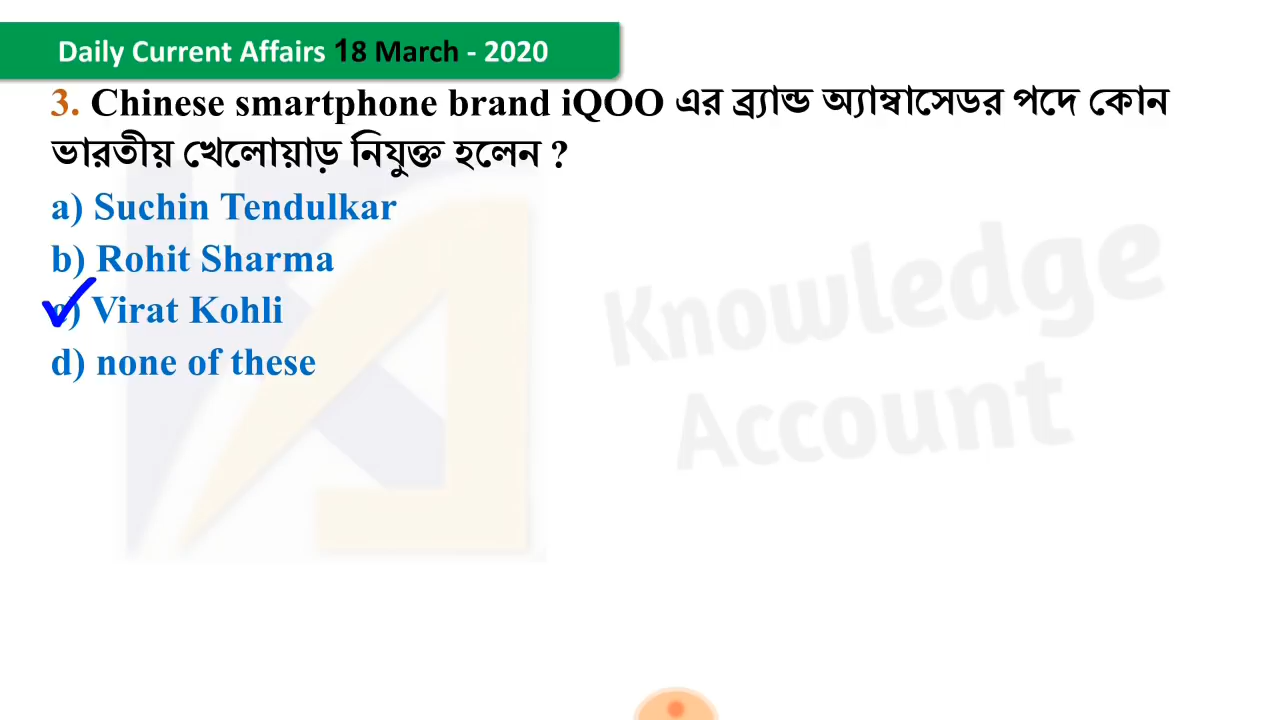 Daily Current Affairs 18 March - 2020
3. Chinese smartphone brand iQOO এর ব্র্যান্ড অ্যাম্বাসেডর পদে কোন
ভারতীয় খেলোয়াড় নিযুক্ত হলেন ?
a) Suchin Tendulkar
b) Rohit Sharma
c) Virat Kohli
d) none of these
Knowledge
Account